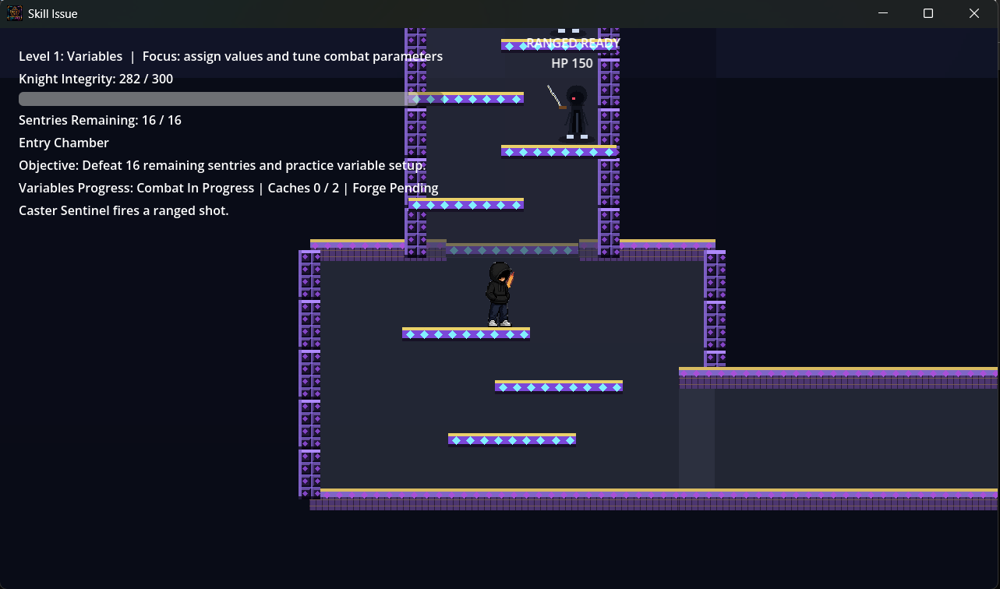 Skill Issue
RANGED READY
Level 1: Variables | Focus: assign values and tune combat parameters
HP 150
Knight Integrity: 282 / 300
Sentries Remaining: 16 / 16
Entry Chamber
Objective: Defeat 16 remaining sentries and practice variable setup.
Variables Progress: Combat In Progress | Caches 0 / 2 | Forge Pending
Caster Sentinel fires a ranged shot.